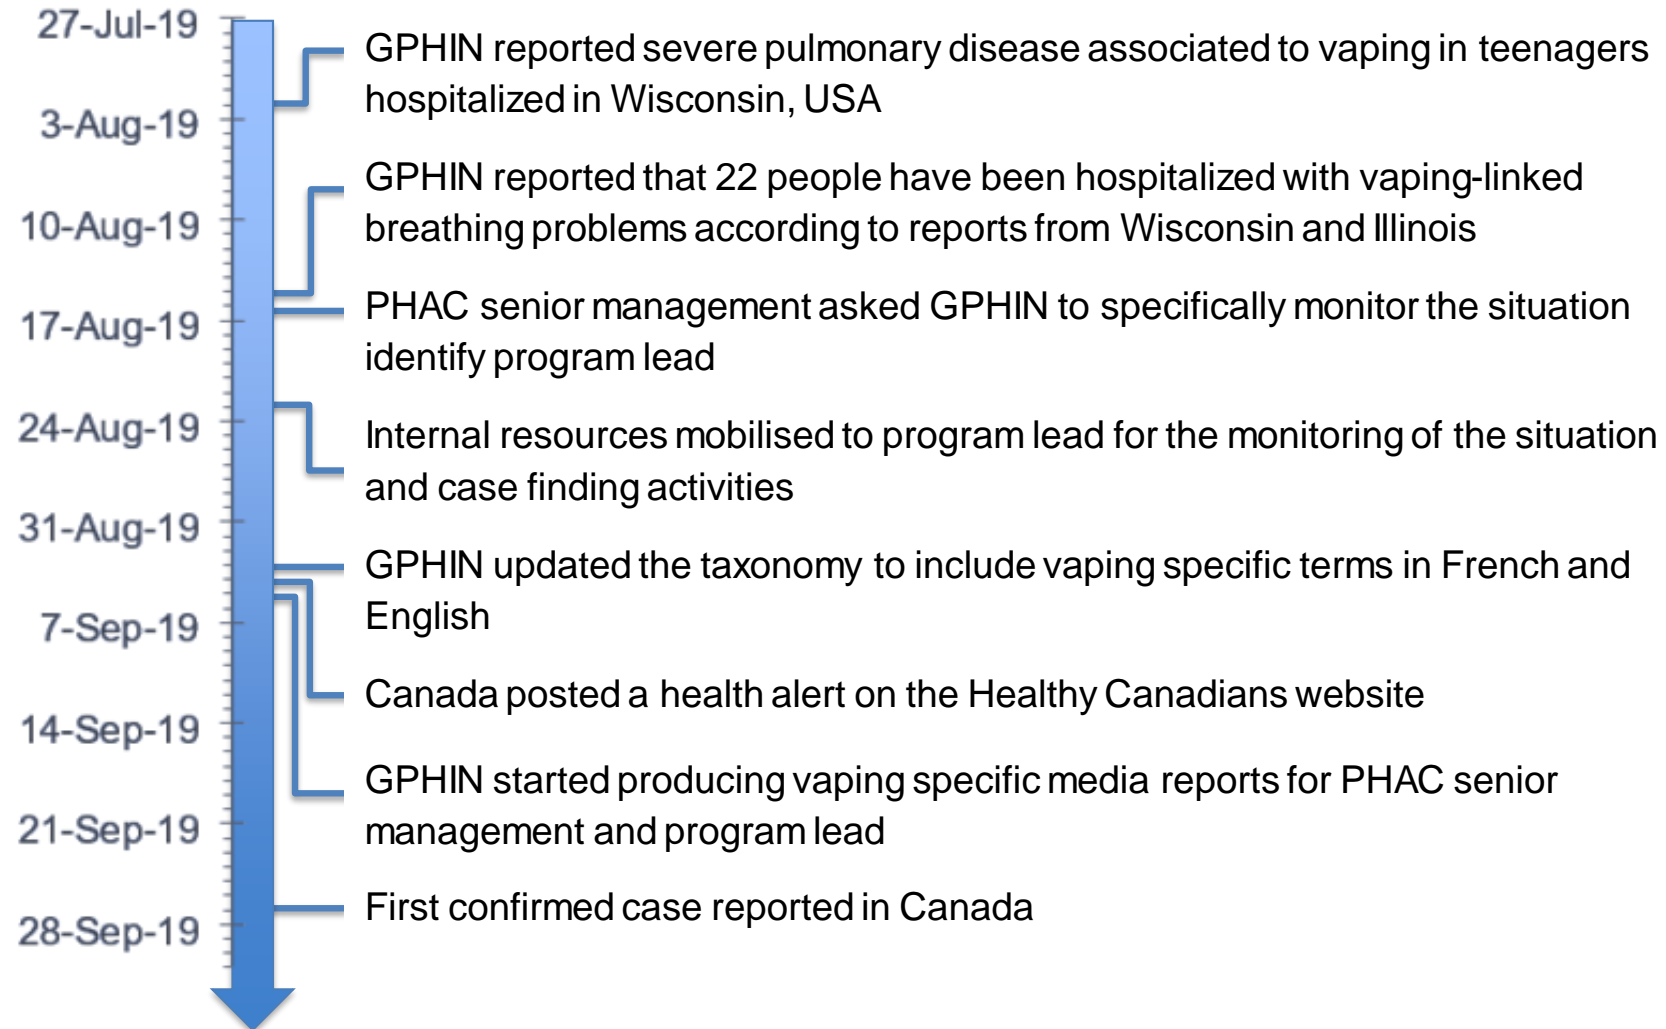 27-Jul-19
GPHIN reported severe pulmonary disease associated to vaping in teenagers
hospitalized in Wisconsin, USA
3-Aug-19
GPHIN reported that 22 people have been hospitalized with vaping-linked
10-Aug-19
breathing problems according to reports from Wisconsin and Illinois
PHAC senior management asked GPHIN to specifically monitor the situation
17-Aug-19
identify program lead
24-Aug-19
Internal resources mobilised to program lead for the monitoring of the situation
and case finding activities
31-Aug-19
GPHIN updated the taxonomy to include vaping specific terms in French and
English
7-Sep-19
Canada posted a health alert on the Healthy Canadians website
14-Sep-19
GPHIN started producing vaping specific media reports for PHAC senior
management and program lead
21-Sep-19
First confirmed case reported in Canada
28-Sep-19